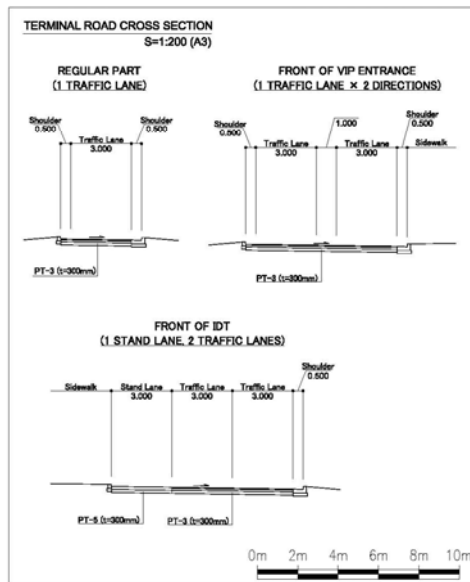 TERMINAL ROAD CROSS SECTION
S=1:200 (A3)
REGULAR PART
(1 TRAFFIC LANE)
Shoulder
0.500
Traffic Lane
3.000
Shoulder
0.500
PT-3 (t=300mm)
FRONT OF VIP ENTRANCE
(1 TRAFFIC LANE × 2 DIRECTIONS)
Shoulder
0.500
Traffic Lane
3.000
1.000
Traffic Lane
3.000
Shoulder
0.500
Sidewalk
PT-3 (t=300mm)
FRONT OF IDT
(1 STAND LANE, 2 TRAFFIC LANES)
Sidewalk
Stand Lane
3.000
Traffic Lane
3.000
Traffic Lane
3.000
Shoulder
0.500
PT-5 (t=300mm)
PT-3 (t=300mm)
0m 2m 4m 6m 8m 10m